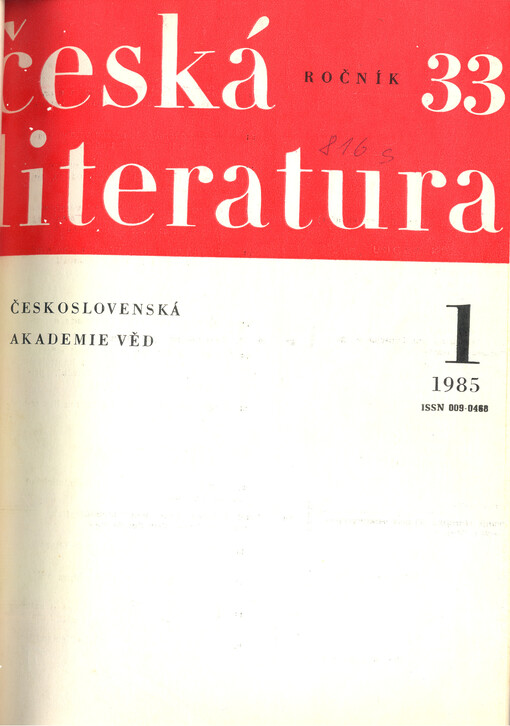 česká ROČNÍK 33
816 s
literatura
ČESKOSLOVENSKÁ
AKADEMIE VĚD
1
1985
ISSN 009-0468